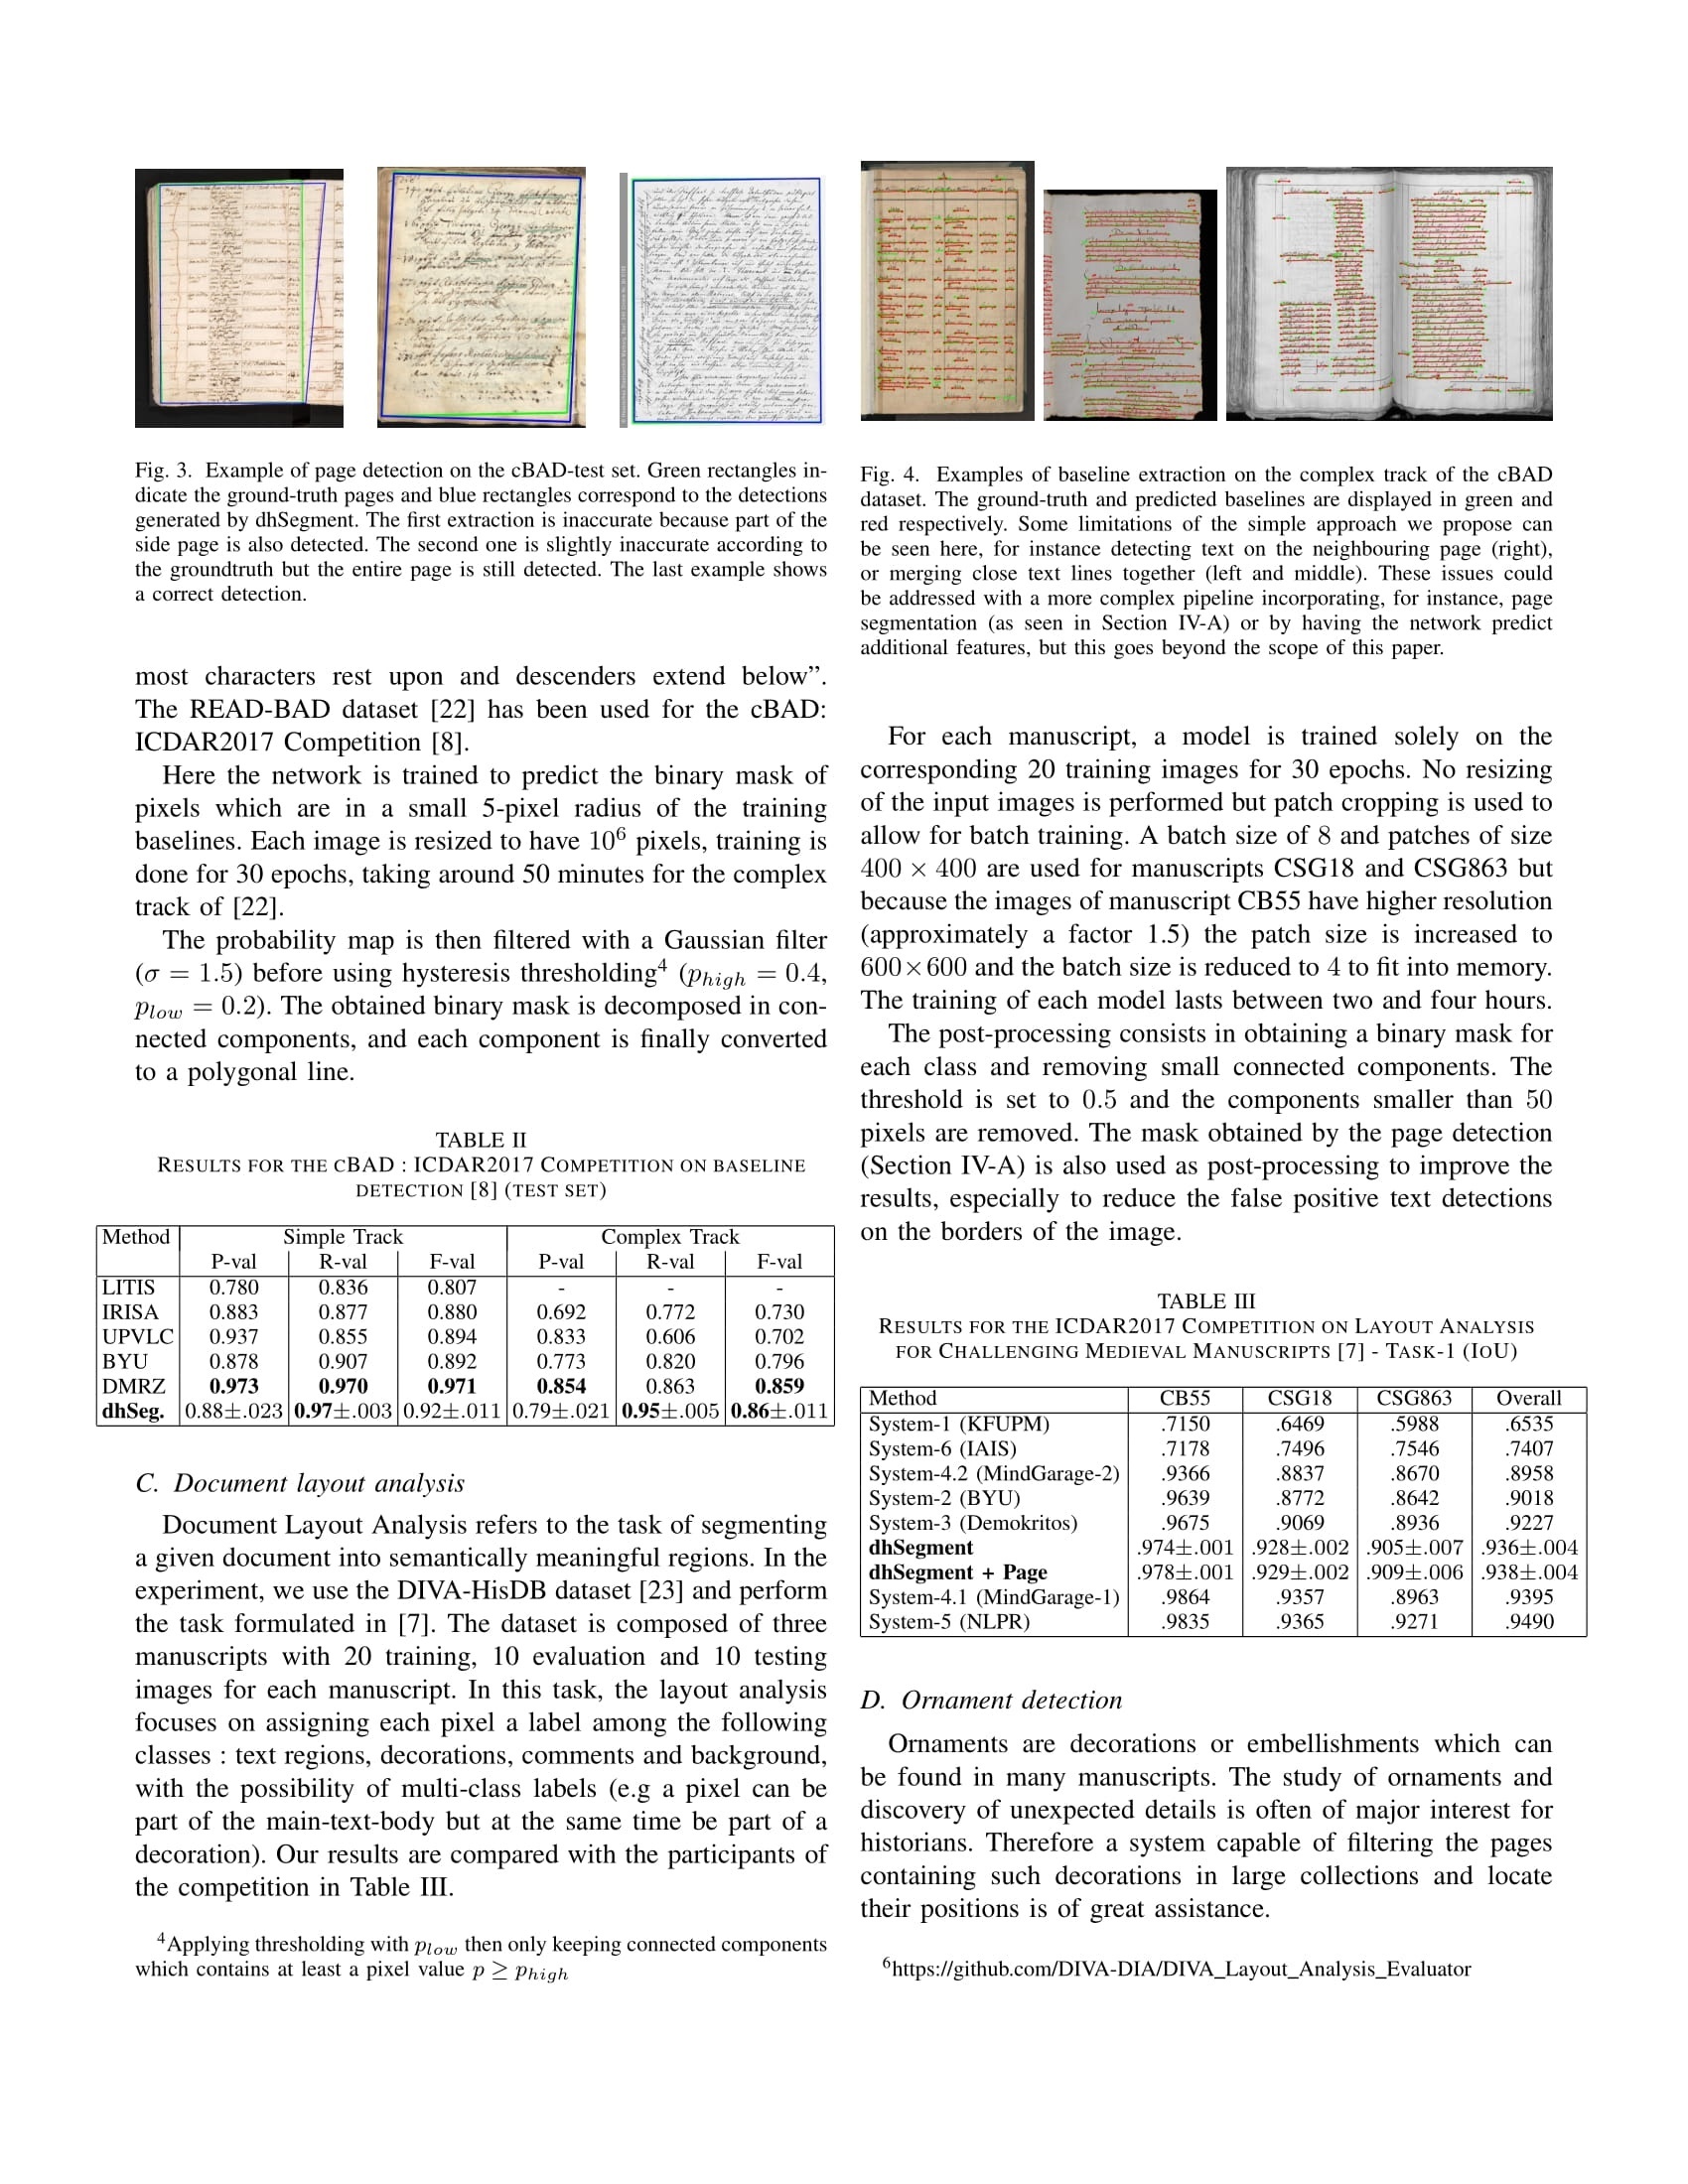 Fig. 3. Example of page detection on the cBAD-test set. Green rectangles in-
dicate the ground-truth pages and blue rectangles correspond to the detections
generated by dhSegment. The first extraction is inaccurate because part of the
side page is also detected. The second one is slightly inaccurate according to
the groundtruth but the entire page is still detected. The last example shows
a correct detection.
most characters rest upon and descenders extend below”.
The READ-BAD dataset [22] has been used for the cBAD:
ICDAR2017 Competition [8].
Here the network is trained to predict the binary mask of
pixels which are in a small 5-pixel radius of the training
baselines. Each image is resized to have 10⁶ pixels, training is
done for 30 epochs, taking around 50 minutes for the complex
track of [22].
The probability map is then filtered with a Gaussian filter
(σ = 1.5) before using hysteresis thresholding⁴ (p_high = 0.4,
p_low = 0.2). The obtained binary mask is decomposed in con-
nected components, and each component is finally converted
to a polygonal line.
TABLE II
RESULTS FOR THE CBAD : ICDAR2017 COMPETITION ON BASELINE
DETECTION [8] (TEST SET)
Method Simple Track Complex Track
P-val R-val F-val P-val R-val F-val
LITIS 0.780 0.836 0.807 - - -
IRISA 0.883 0.877 0.880 0.692 0.772 0.730
UPVLC 0.937 0.855 0.894 0.833 0.606 0.702
BYU 0.878 0.907 0.892 0.773 0.820 0.796
DMRZ 0.973 0.970 0.971 0.854 0.863 0.859
dhSeg. 0.88±.023 0.97±.003 0.92±.011 0.79±.021 0.95±.005 0.86±.011
C. Document layout analysis
Document Layout Analysis refers to the task of segmenting
a given document into semantically meaningful regions. In the
experiment, we use the DIVA-HisDB dataset [23] and perform
the task formulated in [7]. The dataset is composed of three
manuscripts with 20 training, 10 evaluation and 10 testing
images for each manuscript. In this task, the layout analysis
focuses on assigning each pixel a label among the following
classes : text regions, decorations, comments and background,
with the possibility of multi-class labels (e.g a pixel can be
part of the main-text-body but at the same time be part of a
decoration). Our results are compared with the participants of
the competition in Table III.
⁴Applying thresholding with p_low then only keeping connected components
which contains at least a pixel value p ≥ p_high
Fig. 4. Examples of baseline extraction on the complex track of the cBAD
dataset. The ground-truth and predicted baselines are displayed in green and
red respectively. Some limitations of the simple approach we propose can
be seen here, for instance detecting text on the neighbouring page (right),
or merging close text lines together (left and middle). These issues could
be addressed with a more complex pipeline incorporating, for instance, page
segmentation (as seen in Section IV-A) or by having the network predict
additional features, but this goes beyond the scope of this paper.
For each manuscript, a model is trained solely on the
corresponding 20 training images for 30 epochs. No resizing
of the input images is performed but patch cropping is used to
allow for batch training. A batch size of 8 and patches of size
400 × 400 are used for manuscripts CSG18 and CSG863 but
because the images of manuscript CB55 have higher resolution
(approximately a factor 1.5) the patch size is increased to
600×600 and the batch size is reduced to 4 to fit into memory.
The training of each model lasts between two and four hours.
The post-processing consists in obtaining a binary mask for
each class and removing small connected components. The
threshold is set to 0.5 and the components smaller than 50
pixels are removed. The mask obtained by the page detection
(Section IV-A) is also used as post-processing to improve the
results, especially to reduce the false positive text detections
on the borders of the image.
TABLE III
RESULTS FOR THE ICDAR2017 COMPETITION ON LAYOUT ANALYSIS
FOR CHALLENGING MEDIEVAL MANUSCRIPTS [7] - TASK-1 (IOU)
Method CB55 CSG18 CSG863 Overall
System-1 (KFUPM) .7150 .6469 .5988 .6535
System-6 (IAIS) .7178 .7496 .7546 .7407
System-4.2 (MindGarage-2) .9366 .8837 .8670 .8958
System-2 (BYU) .9639 .8772 .8642 .9018
System-3 (Demokritos) .9675 .9069 .8936 .9227
dhSegment .974±.001 .928±.002 .905±.007 .936±.004
dhSegment + Page .978±.001 .929±.002 .909±.006 .938±.004
System-4.1 (MindGarage-1) .9864 .9357 .8963 .9395
System-5 (NLPR) .9835 .9365 .9271 .9490
D. Ornament detection
Ornaments are decorations or embellishments which can
be found in many manuscripts. The study of ornaments and
discovery of unexpected details is often of major interest for
historians. Therefore a system capable of filtering the pages
containing such decorations in large collections and locate
their positions is of great assistance.
⁶https://github.com/DIVA-DIA/DIVA_Layout_Analysis_Evaluator